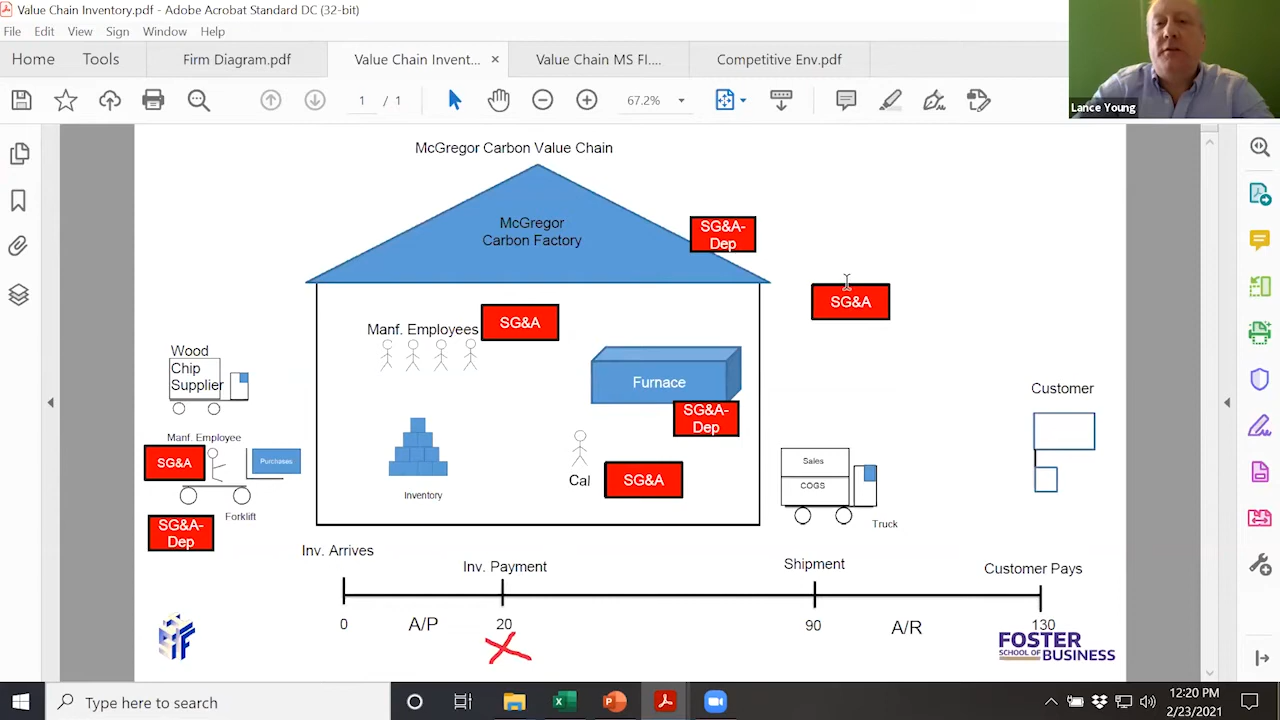 Value Chain Inventory.pdf - Adobe Acrobat Standard DC (32-bit)
File Edit View Sign Window Help
Home Tools Firm Diagram.pdf Value Chain Invent... × Value Chain MS FI.... Competitive Env.pdf
1 / 1 67.2%
Lance Young
McGregor Carbon Value Chain
McGregor
Carbon Factory
SG&A-
Dep
SG&A
Manf. Employees
SG&A
Wood
Chip
Supplier
Furnace
SG&A-
Dep
Customer
Manf. Employee
SG&A
Purchases
Forklift
SG&A-
Dep
Inventory
Cal
SG&A
Sales
COGS
Truck
Inv. Arrives
Inv. Payment
Shipment
Customer Pays
0 A/P 20 90 A/R 130
FOSTER
SCHOOL OF BUSINESS
Type here to search
12:20 PM
2/23/2021